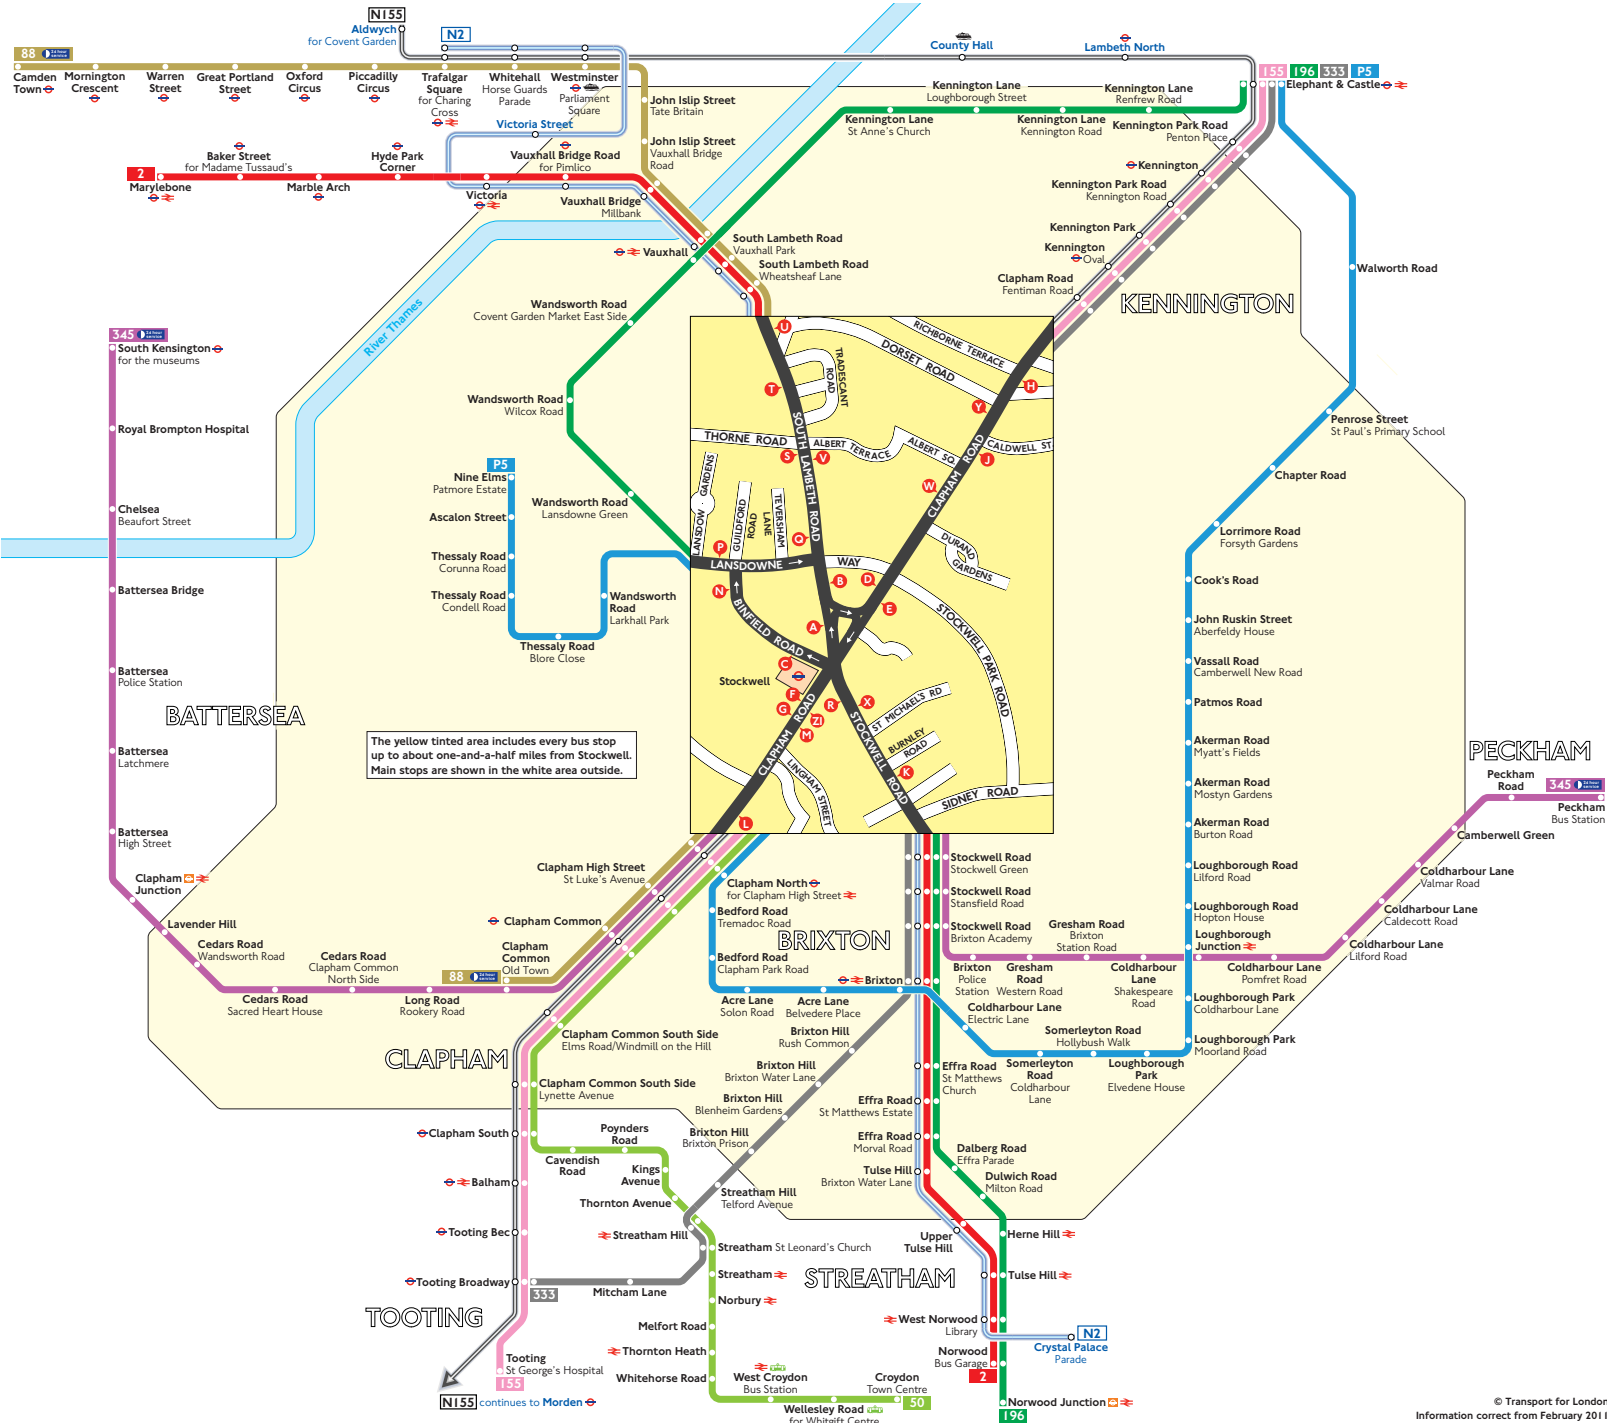 N155
Aldwych
for Covent Garden
N2
88 24 hour service
Camden
Town
Mornington
Crescent
Warren
Street
Great Portland
Street
Oxford
Circus
Piccadilly
Circus
Trafalgar
Square
for Charing
Cross
Whitehall
Horse Guards
Parade
Westminster
Parliament
Square
County Hall
Lambeth North
155 196 333 P5
Elephant & Castle
John Islip Street
Tate Britain
John Islip Street
Vauxhall Bridge
Road
Kennington Lane
Loughborough Street
Kennington Lane
Renfrew Road
Kennington Lane
St Anne's Church
Kennington Lane
Kennington Road
Kennington Park Road
Penton Place
Victoria Street
Baker Street
for Madame Tussaud's
Hyde Park
Corner
Vauxhall Bridge Road
for Pimlico
2
Marylebone
Marble Arch
Victoria
Vauxhall Bridge
Millbank
Kennington
Kennington Park Road
Kennington Road
Kennington Park
Kennington
Oval
Clapham Road
Fentiman Road
Vauxhall
South Lambeth Road
Vauxhall Park
South Lambeth Road
Wheatsheaf Lane
Walworth Road
KENNINGTON
River Thames
Wandsworth Road
Covent Garden Market East Side
345 24 hour service
South Kensington
for the museums
Royal Brompton Hospital
Wandsworth Road
Wilcox Road
Penrose Street
St Paul's Primary School
Chapter Road
P5
Nine Elms
Patmore Estate
Ascalon Street
Thessaly Road
Corunna Road
Thessaly Road
Condell Road
Thessaly Road
Blore Close
Wandsworth
Road
Larkhall Park
Wandsworth Road
Lansdowne Green
Chelsea
Beaufort Street
Battersea Bridge
Battersea
Police Station
BATTERSEA
Battersea
Latchmere
Battersea
High Street
U
RICHBORNE TERRACE
DORSET ROAD
TRADESCANT
ROAD
T
H
Y
SOUTH LAMBETH ROAD
THORNE ROAD
ALBERT TERRACE
ALBERT SQ
CALDWELL ST
S
V
J
W
CLAPHAM ROAD
LANSDOW GARDENS
GUILDFORD
ROAD
TEVERSHAM
LANE
P
Q
DURAND
GARDENS
LANSDOWNE
WAY
N
B
D
E
A
BINFIELD ROAD
STOCKWELL PARK ROAD
C
Stockwell
F
G
R
X
ZI
M
ST MICHAEL'S RD
BURNLEY
ROAD
K
CLAPHAM ROAD
STOCKWELL ROAD
LINGHAM STREET
SIDNEY ROAD
L
The yellow tinted area includes every bus stop
up to about one-and-a-half miles from Stockwell.
Main stops are shown in the white area outside.
Lorrimore Road
Forsyth Gardens
Cook's Road
John Ruskin Street
Aberfeldy House
Vassall Road
Camberwell New Road
Patmos Road
Akerman Road
Myatt's Fields
Akerman Road
Mostyn Gardens
Akerman Road
Burton Road
Loughborough Road
Lilford Road
Loughborough Road
Hopton House
Loughborough
Junction
PECKHAM
Peckham
Road
345 24 hour service
Peckham
Bus Station
Camberwell Green
Coldharbour Lane
Valmar Road
Coldharbour Lane
Caldecott Road
Coldharbour Lane
Lilford Road
Coldharbour Lane
Pomfret Road
Clapham
Junction
Lavender Hill
Cedars Road
Wandsworth Road
Cedars Road
Clapham Common
North Side
Cedars Road
Sacred Heart House
Long Road
Rookery Road
Clapham High Street
St Luke's Avenue
Clapham Common
Clapham
Common
Old Town
88 24 hour service
Clapham North
for Clapham High Street
Bedford Road
Tremadoc Road
BRIXTON
Bedford Road
Clapham Park Road
Stockwell Road
Stockwell Green
Stockwell Road
Stansfield Road
Stockwell Road
Brixton Academy
Gresham Road
Brixton
Station Road
Brixton
Brixton
Police
Station
Gresham
Road
Western Road
Coldharbour
Lane
Shakespeare
Road
Acre Lane
Solon Road
Acre Lane
Belvedere Place
Coldharbour Lane
Electric Lane
Loughborough Park
Coldharbour Lane
Loughborough Park
Moorland Road
Somerleyton Road
Hollybush Walk
Somerleyton
Road
Coldharbour
Lane
Loughborough
Park
Elvedene House
CLAPHAM
Clapham Common South Side
Elms Road/Windmill on the Hill
Clapham Common South Side
Lynette Avenue
Brixton Hill
Rush Common
Brixton Hill
Brixton Water Lane
Brixton Hill
Blenheim Gardens
Brixton Hill
Brixton Prison
Effra Road
St Matthews
Church
Effra Road
St Matthews Estate
Effra Road
Morval Road
Tulse Hill
Brixton Water Lane
Dalberg Road
Effra Parade
Dulwich Road
Milton Road
Clapham South
Poynders
Road
Cavendish
Road
Kings
Avenue
Thornton Avenue
Balham
Tooting Bec
Tooting Broadway
333
Mitcham Lane
Streatham Hill
Telford Avenue
Streatham Hill
Streatham St Leonard's Church
Streatham
Norbury
Melfort Road
Thornton Heath
Whitehorse Road
West Croydon
Bus Station
Wellesley Road
for Whitgift Centre
Croydon
Town Centre
50
STREATHAM
Upper
Tulse Hill
Herne Hill
Tulse Hill
West Norwood
Library
Norwood
Bus Garage
2
N2
Crystal Palace
Parade
Norwood Junction
196
TOOTING
Tooting
St George's Hospital
155
N155 continues to Morden
© Transport for London
Information correct from February 2011